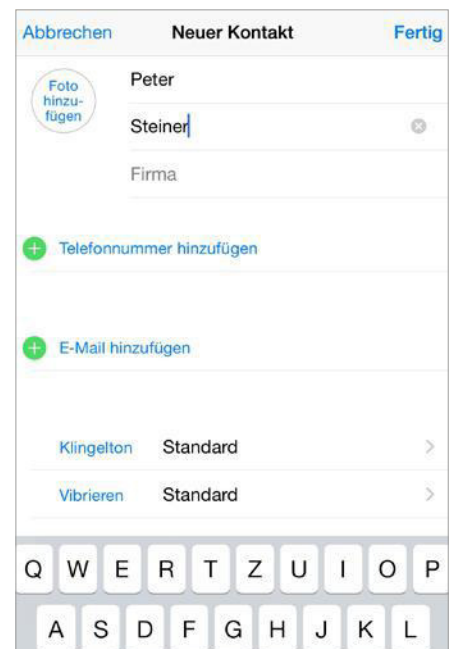 Abbrechen Neuer Kontakt Fertig
Foto
hinzu-
fügen
Peter
Steiner
Firma
Telefonnummer hinzufügen
E-Mail hinzufügen
Klingelton Standard
Vibrieren Standard
Q W E R T Z U I O P
A S D F G H J K L